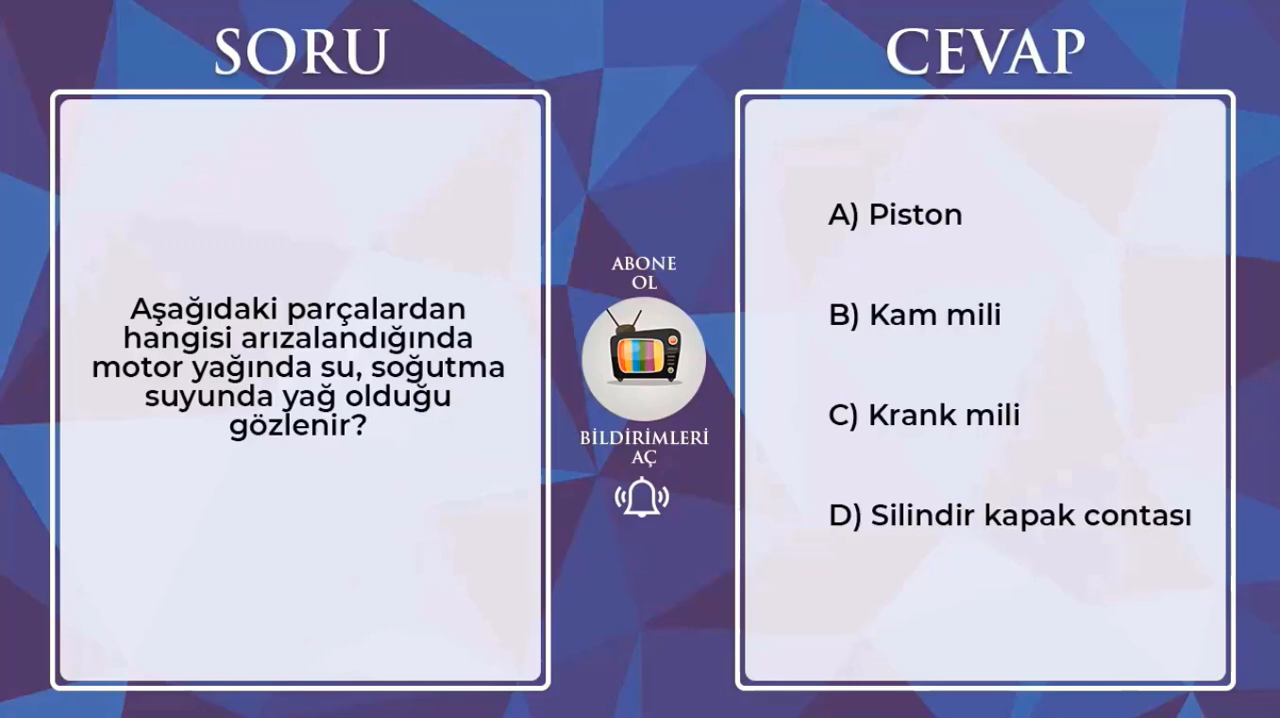 SORU
Aşağıdaki parçalardan
hangisi arızalandığında
motor yağında su, soğutma
suyunda yağ olduğu
gözlenir?
ABONE
OL
BİLDİRİMLERİ
AÇ
CEVAP
A) Piston
B) Kam mili
C) Krank mili
D) Silindir kapak contası